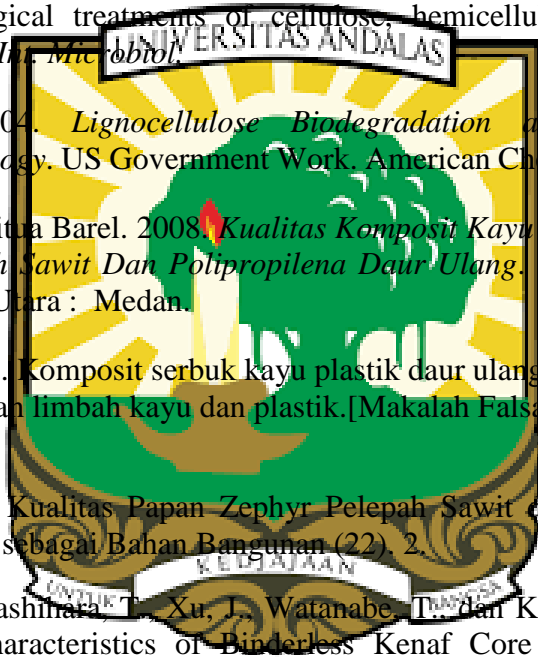 gical treatments of cellulose, hemicellu
UNIVERSITAS ANDALAS
Int. Microbiol.
04. Lignocellulose Biodegradation a
ogy. US Government Work. American Che
itua Barel. 2008. Kualitas Komposit Kayu
h Sawit Dan Polipropilena Daur Ulang.
Utara : Medan.
. Komposit serbuk kayu plastik daur ulang
an limbah kayu dan plastik.[Makalah Falsa
Kualitas Papan Zephyr Pelepah Sawit
sebagai Bahan Bangunan (22). 2.
KEDJAJAAN
UNTUK BANGSA
ashihara, T., Xu, J., Watanabe, T., dan K
haracteristics of Binderless Kenaf Core